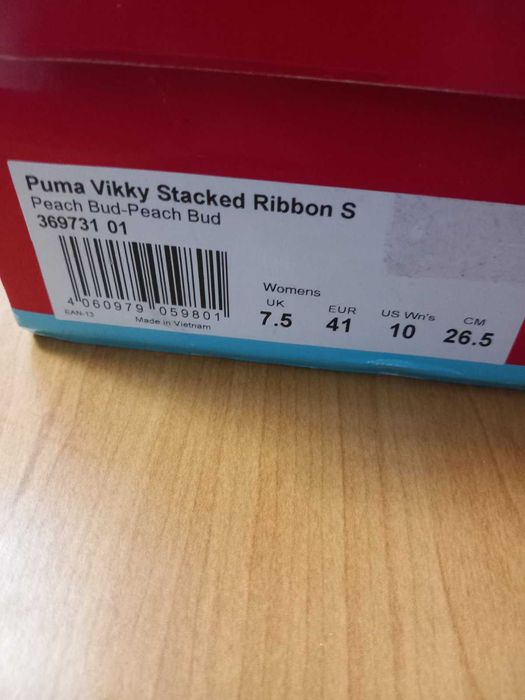 Puma Vikky Stacked Ribbon S
Peach Bud-Peach Bud
369731 01
4 060979 059801
EAN-13
Made in Vietnam
Womens
UK EUR US Wn's CM
7.5 41 10 26.5